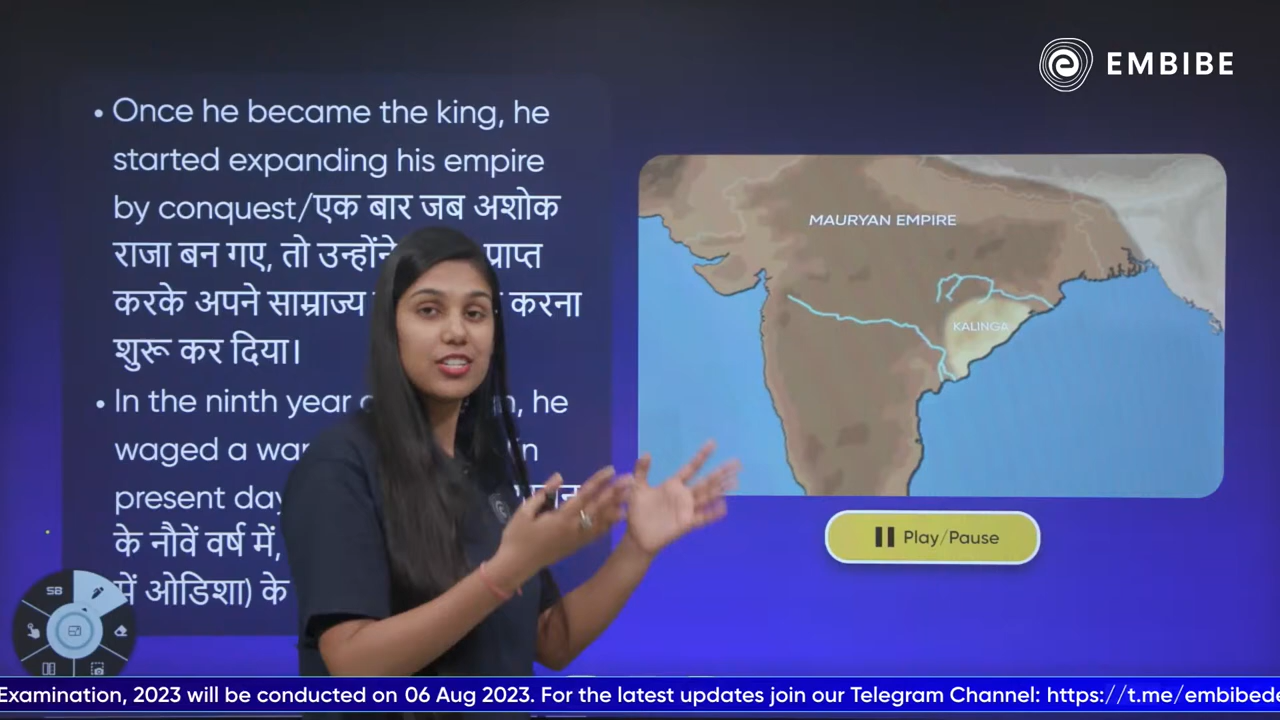 EMBIBE
• Once he became the king, he
started expanding his empire
by conquest/एक बार जब अशोक
राजा बन गए, तो उन्होंने प्राप्त
करके अपने साम्राज्य करना
शुरू कर दिया।
• In the ninth year he
waged a war
present day
के नौवें वर्ष में,
में ओडिशा) के
MAURYAN EMPIRE
KALINGA
Play/Pause
SB
Examination, 2023 will be conducted on 06 Aug 2023. For the latest updates join our Telegram Channel: https://t.me/embibede